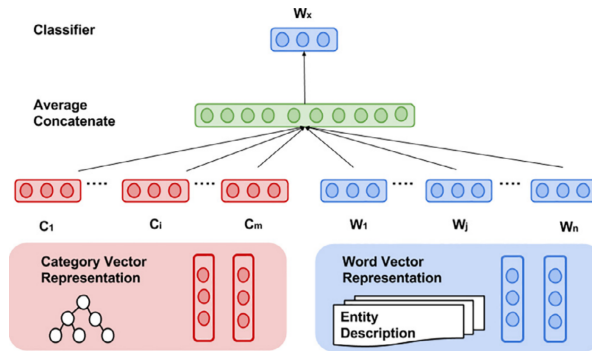 Classifier
Wx
Average
Concatenate
.... .... .... ....
C1 Ci Cm W1 Wj Wn
Category Vector
Representation
Word Vector
Representation
Entity
Description